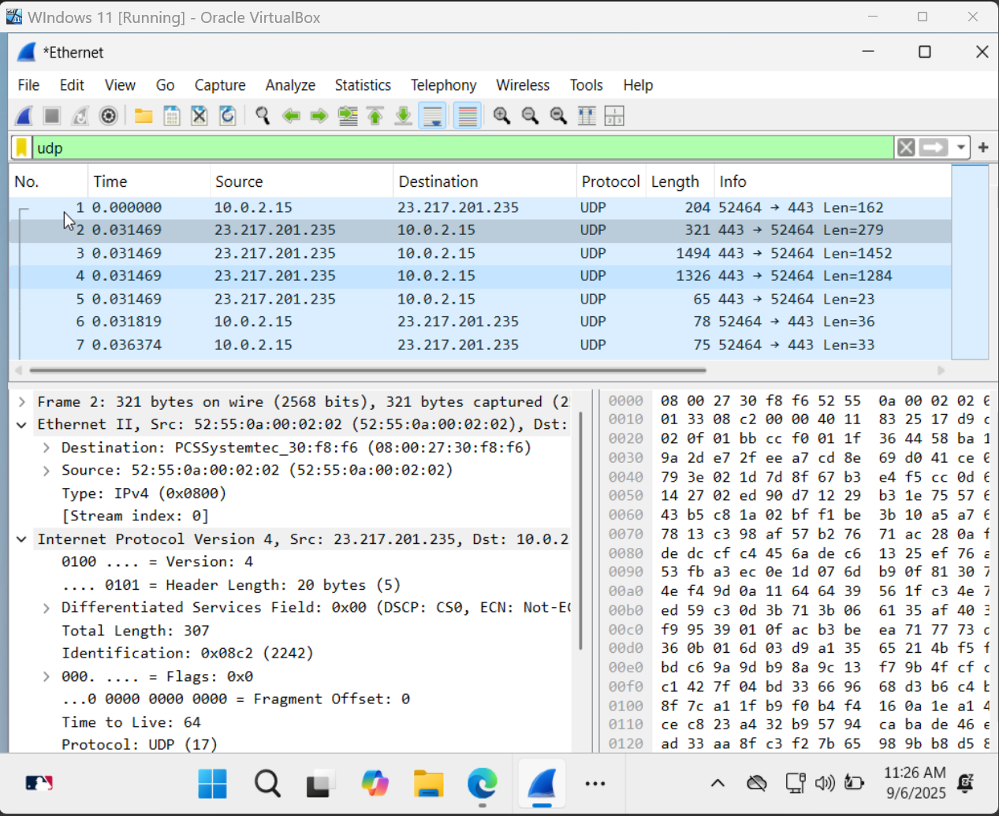 WIndows 11 [Running] - Oracle VirtualBox
*Ethernet
File Edit View Go Capture Analyze Statistics Telephony Wireless Tools Help
udp
No. Time Source Destination Protocol Length Info
1 0.000000 10.0.2.15 23.217.201.235 UDP 204 52464 → 443 Len=162
2 0.031469 23.217.201.235 10.0.2.15 UDP 321 443 → 52464 Len=279
3 0.031469 23.217.201.235 10.0.2.15 UDP 1494 443 → 52464 Len=1452
4 0.031469 23.217.201.235 10.0.2.15 UDP 1326 443 → 52464 Len=1284
5 0.031469 23.217.201.235 10.0.2.15 UDP 65 443 → 52464 Len=23
6 0.031819 10.0.2.15 23.217.201.235 UDP 78 52464 → 443 Len=36
7 0.036374 10.0.2.15 23.217.201.235 UDP 75 52464 → 443 Len=33
Frame 2: 321 bytes on wire (2568 bits), 321 bytes captured (2
Ethernet II, Src: 52:55:0a:00:02:02 (52:55:0a:00:02:02), Dst:
Destination: PCSSystemtec_30:f8:f6 (08:00:27:30:f8:f6)
Source: 52:55:0a:00:02:02 (52:55:0a:00:02:02)
Type: IPv4 (0x0800)
[Stream index: 0]
Internet Protocol Version 4, Src: 23.217.201.235, Dst: 10.0.2
0100 .... = Version: 4
.... 0101 = Header Length: 20 bytes (5)
Differentiated Services Field: 0x00 (DSCP: CS0, ECN: Not-EC
Total Length: 307
Identification: 0x08c2 (2242)
000. .... = Flags: 0x0
...0 0000 0000 0000 = Fragment Offset: 0
Time to Live: 64
Protocol: UDP (17)
0000 08 00 27 30 f8 f6 52 55 0a 00 02 02
0010 01 33 08 c2 00 00 40 11 83 25 17 d9
0020 02 0f 01 bb cc f0 01 1f 36 44 58 ba
0030 9a 2d e7 2f ee a7 cd 8e 69 d0 41 ce
0040 79 3e 02 1d 7d 8f 67 b3 e4 f5 cc 0d
0050 14 27 02 ed 90 d7 12 29 b3 1e 75 57
0060 43 b5 c8 1a 02 bf f1 be 3b 10 a5 a7
0070 78 13 c3 98 af 57 b2 76 71 ac 28 0a
0080 de dc cf c4 45 6a de c6 13 25 ef 76
0090 53 fb a3 ec 0e 1d 07 6d b9 0f 81 30
00a0 4e f4 9d 0a 11 64 64 39 56 1f c3 4e
00b0 ed 59 c3 0d 3b 71 3b 06 61 35 af 40
00c0 f9 95 39 01 0f ac b3 be ea 71 77 73
00d0 36 0b 01 6d 03 d9 a1 35 65 21 4b f5
00e0 bd c6 9a 9d b9 8a 9c 13 f7 9b 4f cf
00f0 c1 42 7f 04 bd 33 66 96 68 d3 b6 c4
0100 8f 7c a1 1f b9 f0 b4 f4 16 0a 1e a1
0110 ce c8 23 a4 32 b9 57 94 ca ba de 46
0120 ad 33 aa 8f c3 f2 7b 65 98 9b b8 d5
11:26 AM
9/6/2025